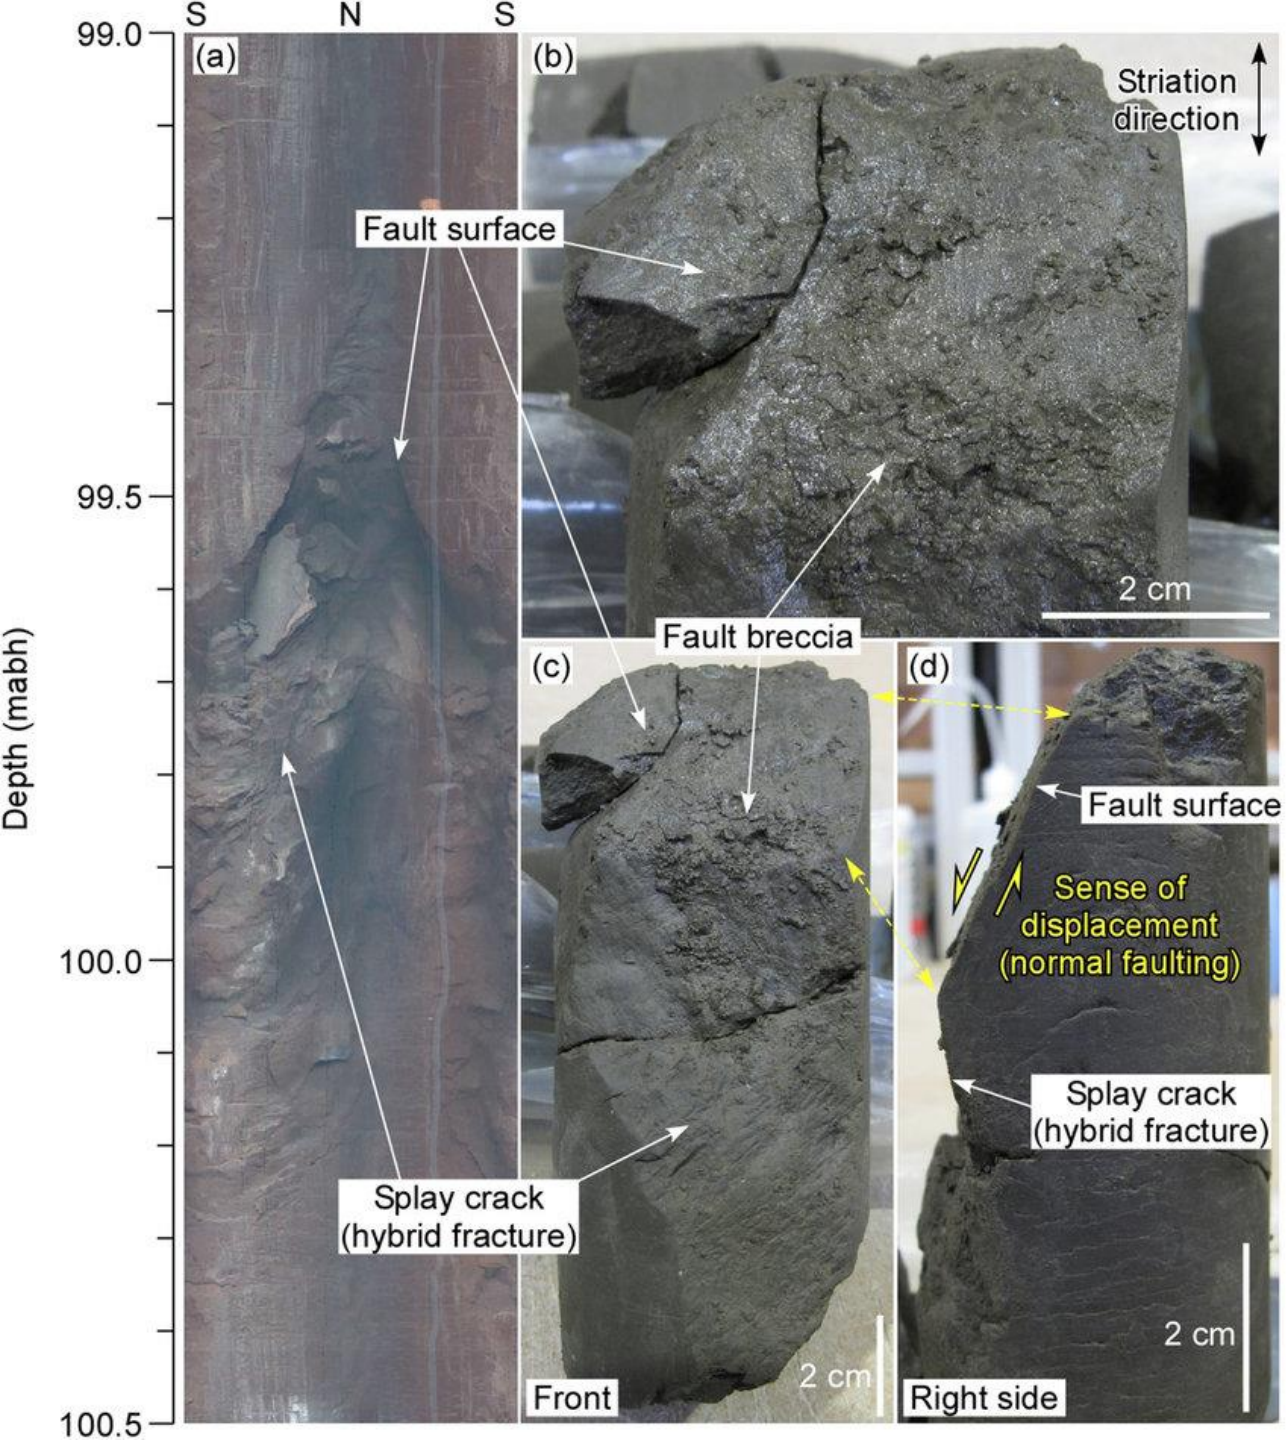 S N S
99.0
99.5
100.0
100.5
Depth (mabh)
(a)
(b)
Striation
direction
Fault surface
2 cm
Fault breccia
(c)
(d)
Fault surface
Sense of
displacement
(normal faulting)
Splay crack
(hybrid fracture)
Splay crack
(hybrid fracture)
2 cm
Front
2 cm
Right side